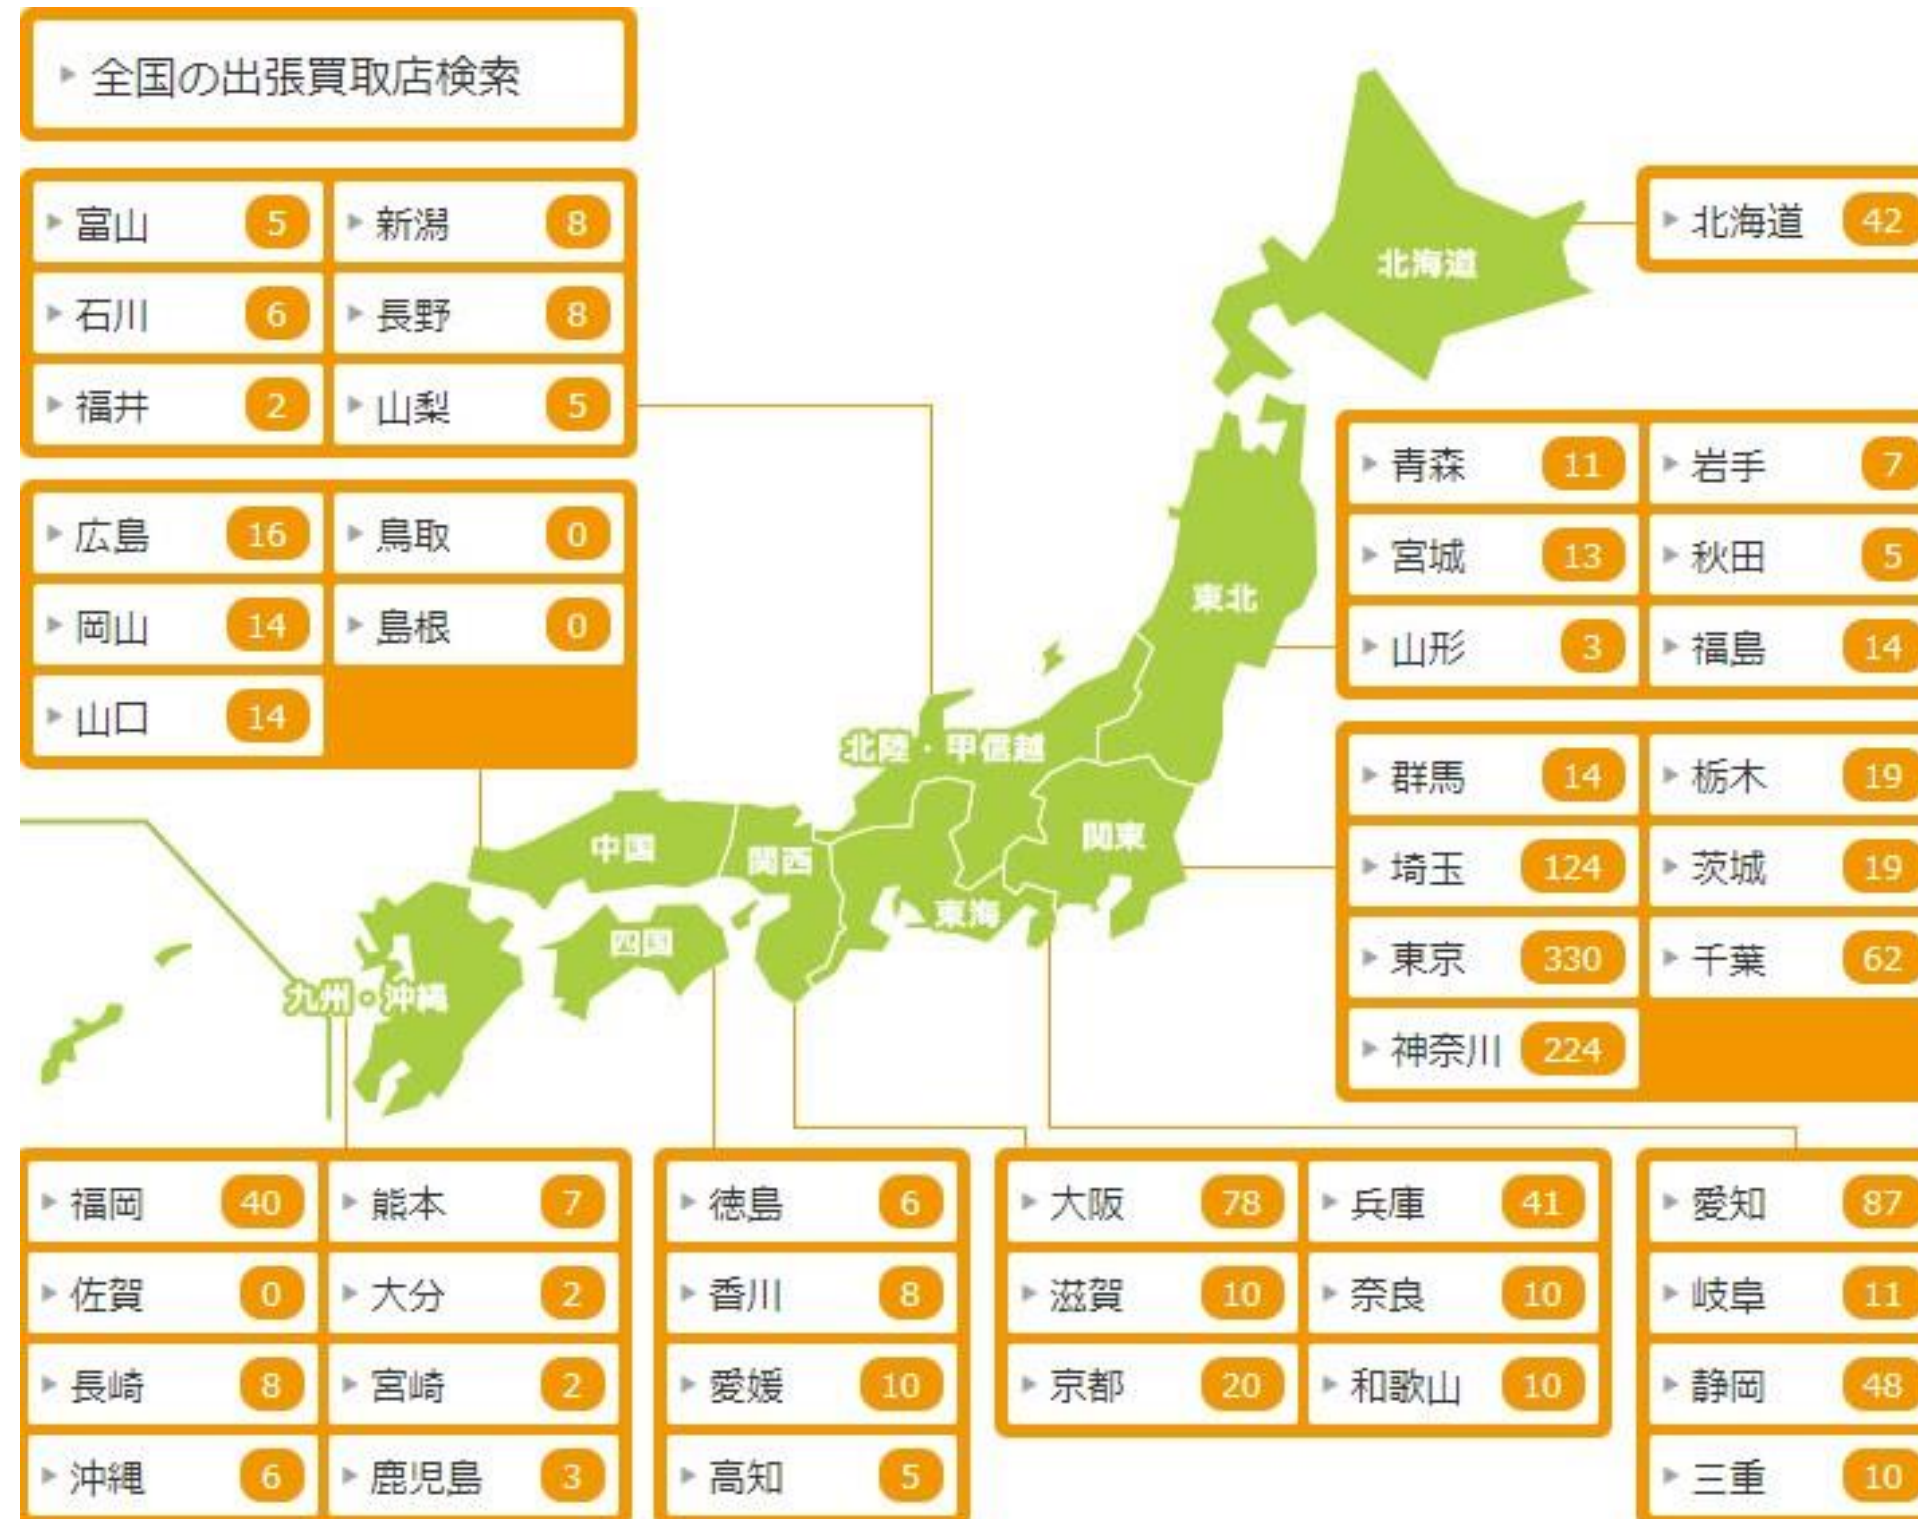 全国の出張買取店検索
富山 5 新潟 8
石川 6 長野 8
福井 2 山梨 5
広島 16 鳥取 0
岡山 14 島根 0
山口 14
北海道 42
青森 11 岩手 7
宮城 13 秋田 5
山形 3 福島 14
群馬 14 栃木 19
埼玉 124 茨城 19
東京 330 千葉 62
神奈川 224
北海道
東北
北陸・甲信越
関東
中国
関西
東海
四国
九州・沖縄
福岡 40 熊本 7
佐賀 0 大分 2
長崎 8 宮崎 2
沖縄 6 鹿児島 3
徳島 6
香川 8
愛媛 10
高知 5
大阪 78 兵庫 41
滋賀 10 奈良 10
京都 20 和歌山 10
愛知 87
岐阜 11
静岡 48
三重 10